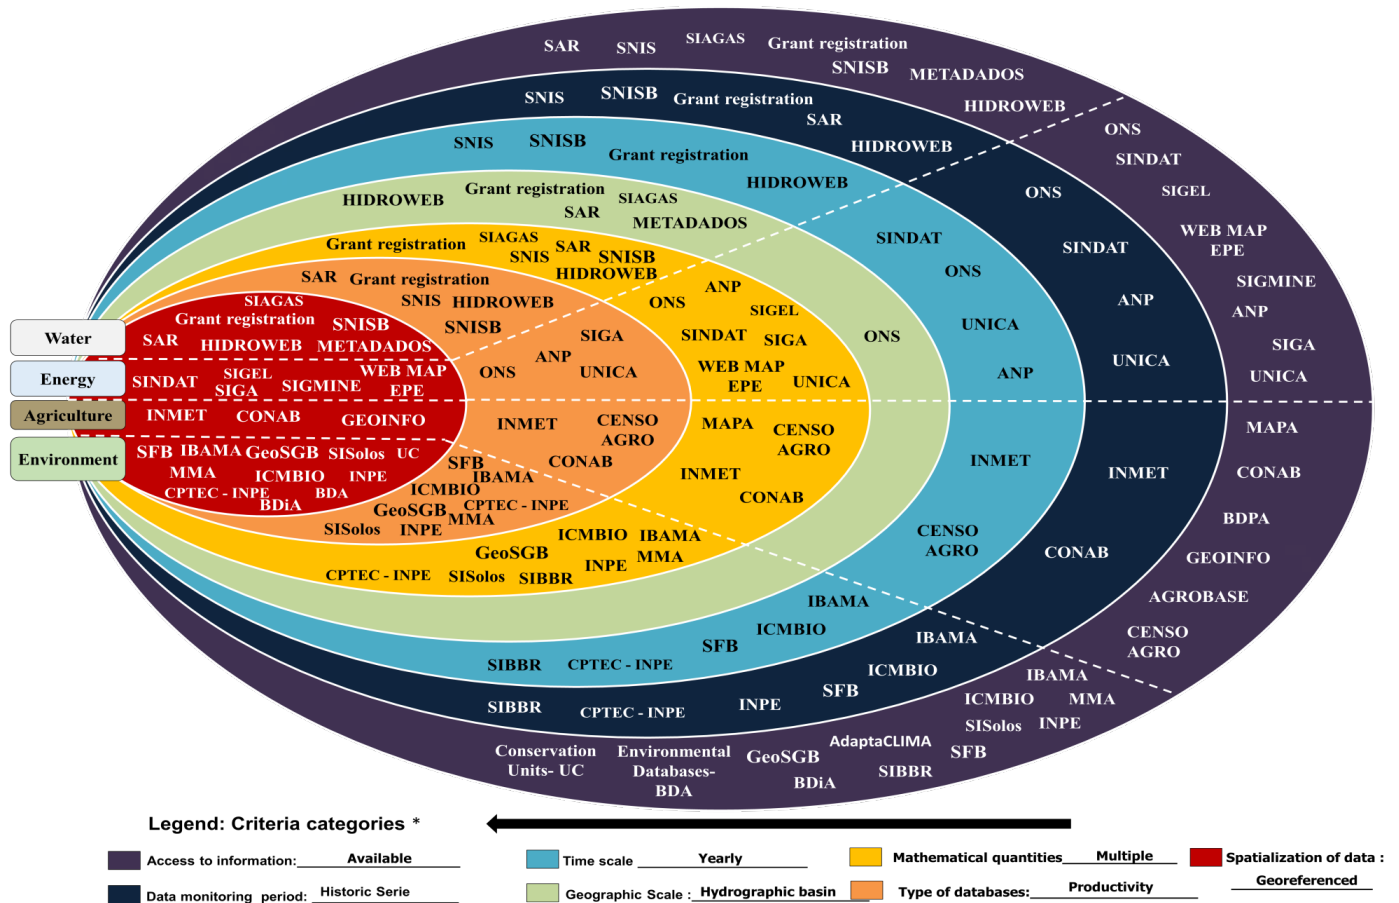 SAR
SNIS
SIAGAS
Grant registration
SNISB
METADADOS
HIDROWEB
ONS
SINDAT
SIGEL
WEB MAP
EPE
SIGMINE
ANP
SIGA
UNICA
MAPA
CONAB
BDPA
GEOINFO
AGROBASE
CENSO
AGRO
IBAMA
ICMBIO
MMA
SISolos
INPE
SFB
AdaptaCLIMA
SIBBR
GeoSGB
BDiA
Environmental
Databases-
BDA
Conservation
Units- UC
SNIS
SNISB
Grant registration
SAR
HIDROWEB
ONS
SINDAT
ANP
UNICA
INMET
CONAB
IBAMA
ICMBIO
SFB
INPE
CPTEC - INPE
SIBBR
SNIS
SNISB
Grant registration
HIDROWEB
SINDAT
ONS
UNICA
ANP
INMET
CENSO
AGRO
IBAMA
ICMBIO
SFB
CPTEC - INPE
SIBBR
HIDROWEB
Grant registration
SIAGAS
SAR
METADADOS
ONS
Grant registration
SIAGAS
SNIS
SAR
SNISB
HIDROWEB
ONS
ANP
SIGEL
SINDAT
SIGA
WEB MAP
EPE
UNICA
MAPA
CENSO
AGRO
INMET
CONAB
ICMBIO
IBAMA
GeoSGB
MMA
INPE
CPTEC - INPE
SISolos
SIBBR
SAR
Grant registration
SNIS
HIDROWEB
SNISB
SIGA
ANP
ONS
UNICA
INMET
CENSO
AGRO
CONAB
SFB
IBAMA
ICMBIO
CPTEC - INPE
GeoSGB
MMA
SISolos
INPE
SIAGAS
Grant registration
SNISB
SAR
HIDROWEB
METADADOS
SINDAT
SIGEL
SIGA
SIGMINE
WEB MAP
EPE
INMET
CONAB
GEOINFO
SFB
IBAMA
GeoSGB
SISolos
UC
MMA
ICMBIO
INPE
CPTEC - INPE
BDA
BDiA
Water
Energy
Agriculture
Environment
Legend: Criteria categories *
Access to information: Available
Data monitoring period: Historic Serie
Time scale Yearly
Geographic Scale : Hydrographic basin
Mathematical quantities Multiple
Type of databases: Productivity
Spatialization of data :
Georeferenced